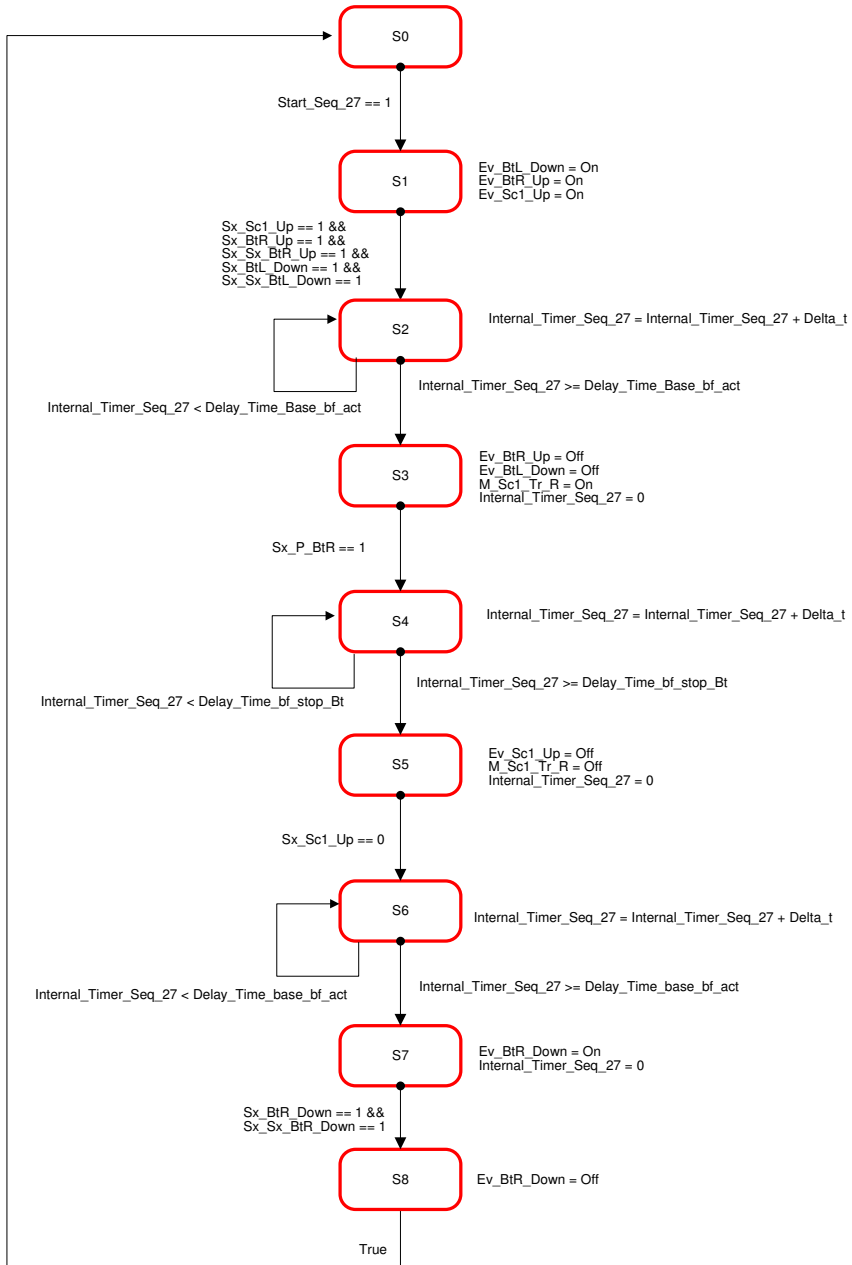 S0
Start_Seq_27 == 1
S1
Ev_BtL_Down = On
Ev_BtR_Up = On
Ev_Sc1_Up = On
Sx_Sc1_Up == 1 &&
Sx_BtR_Up == 1 &&
Sx_Sx_BtR_Up == 1 &&
Sx_BtL_Down == 1 &&
Sx_Sx_BtL_Down == 1
S2
Internal_Timer_Seq_27 = Internal_Timer_Seq_27 + Delta_t
Internal_Timer_Seq_27 < Delay_Time_Base_bf_act
Internal_Timer_Seq_27 >= Delay_Time_Base_bf_act
S3
Ev_BtR_Up = Off
Ev_BtL_Down = Off
M_Sc1_Tr_R = On
Internal_Timer_Seq_27 = 0
Sx_P_BtR == 1
S4
Internal_Timer_Seq_27 = Internal_Timer_Seq_27 + Delta_t
Internal_Timer_Seq_27 < Delay_Time_bf_stop_Bt
Internal_Timer_Seq_27 >= Delay_Time_bf_stop_Bt
S5
Ev_Sc1_Up = Off
M_Sc1_Tr_R = Off
Internal_Timer_Seq_27 = 0
Sx_Sc1_Up == 0
S6
Internal_Timer_Seq_27 = Internal_Timer_Seq_27 + Delta_t
Internal_Timer_Seq_27 < Delay_Time_base_bf_act
Internal_Timer_Seq_27 >= Delay_Time_base_bf_act
S7
Ev_BtR_Down = On
Internal_Timer_Seq_27 = 0
Sx_BtR_Down == 1 &&
Sx_Sx_BtR_Down == 1
S8
Ev_BtR_Down = Off
True